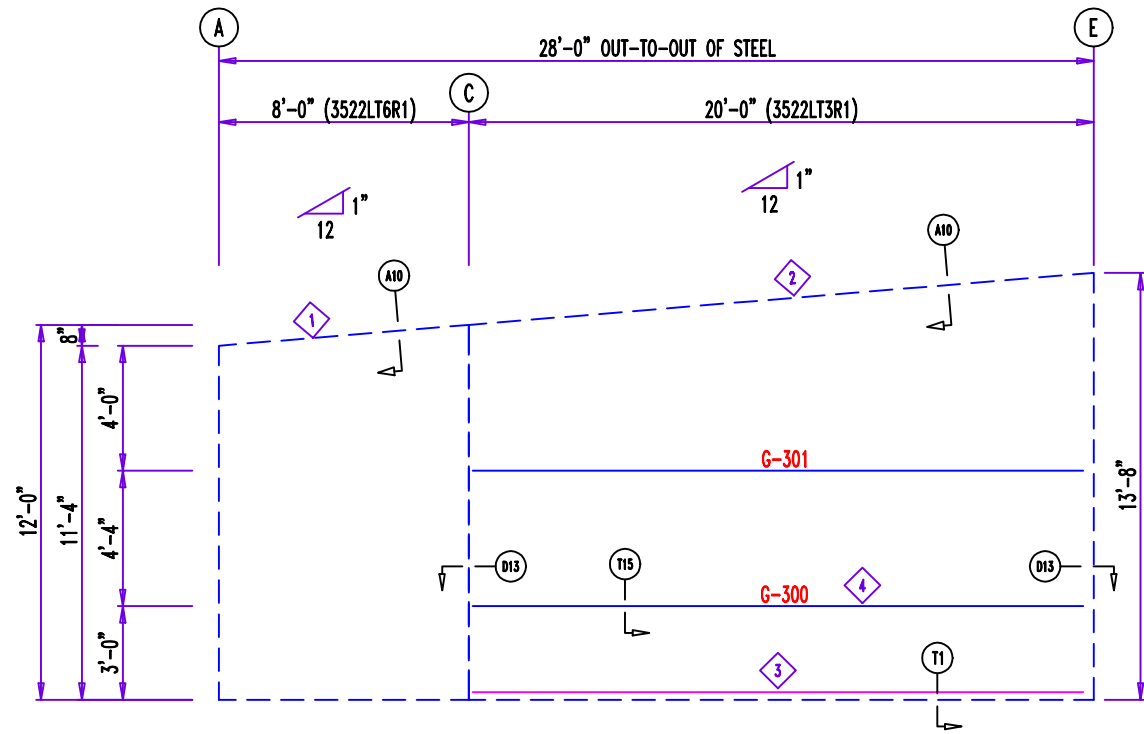 A
E
28'-0" OUT-TO-OUT OF STEEL
C
8'-0" (3522LT6R1)
20'-0" (3522LT3R1)
1"
12
1"
12
A10
A10
2
1
8"
4'-0"
G-301
12'-0"
11'-4"
4'-4"
13'-8"
D13
T15
D13
G-300
4
3'-0"
3
T1